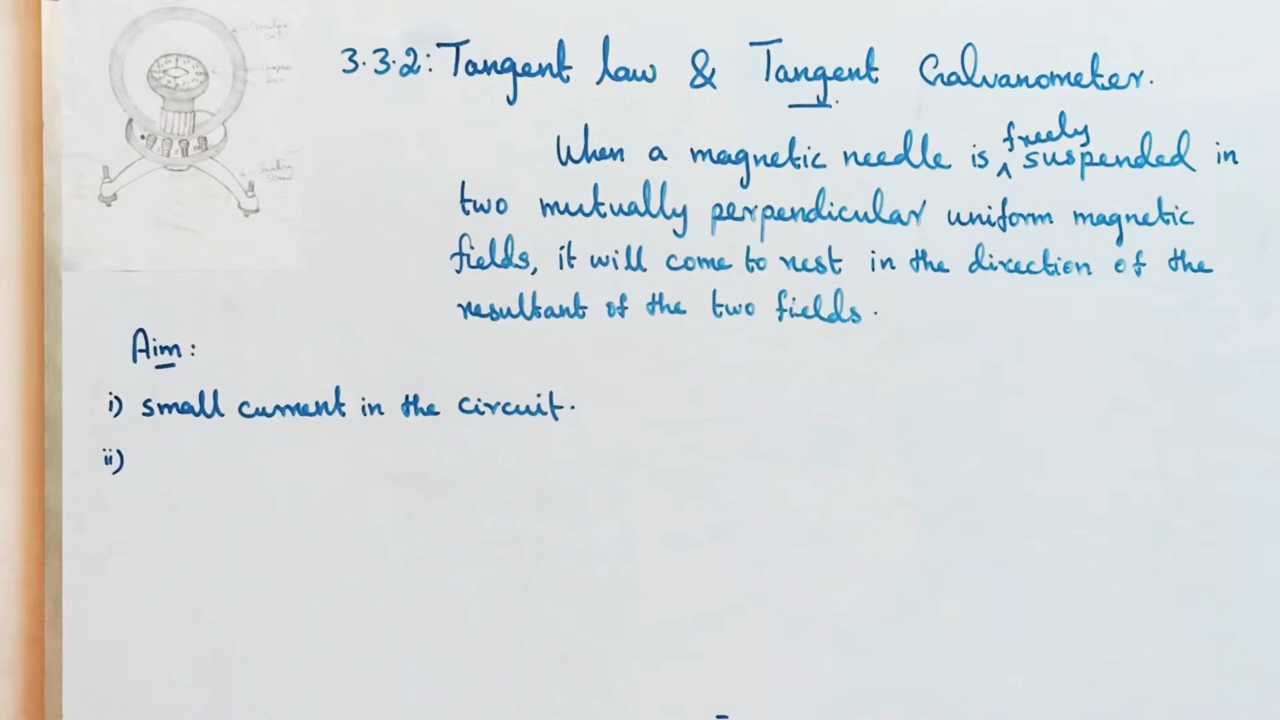 3.3.2: Tangent law & Tangent Galvanometer.
When a magnetic needle is freely suspended in
two mutually perpendicular uniform magnetic
fields, it will come to rest in the direction of the
resultant of the two fields.
Aim:
i) small current in the circuit.
ii)